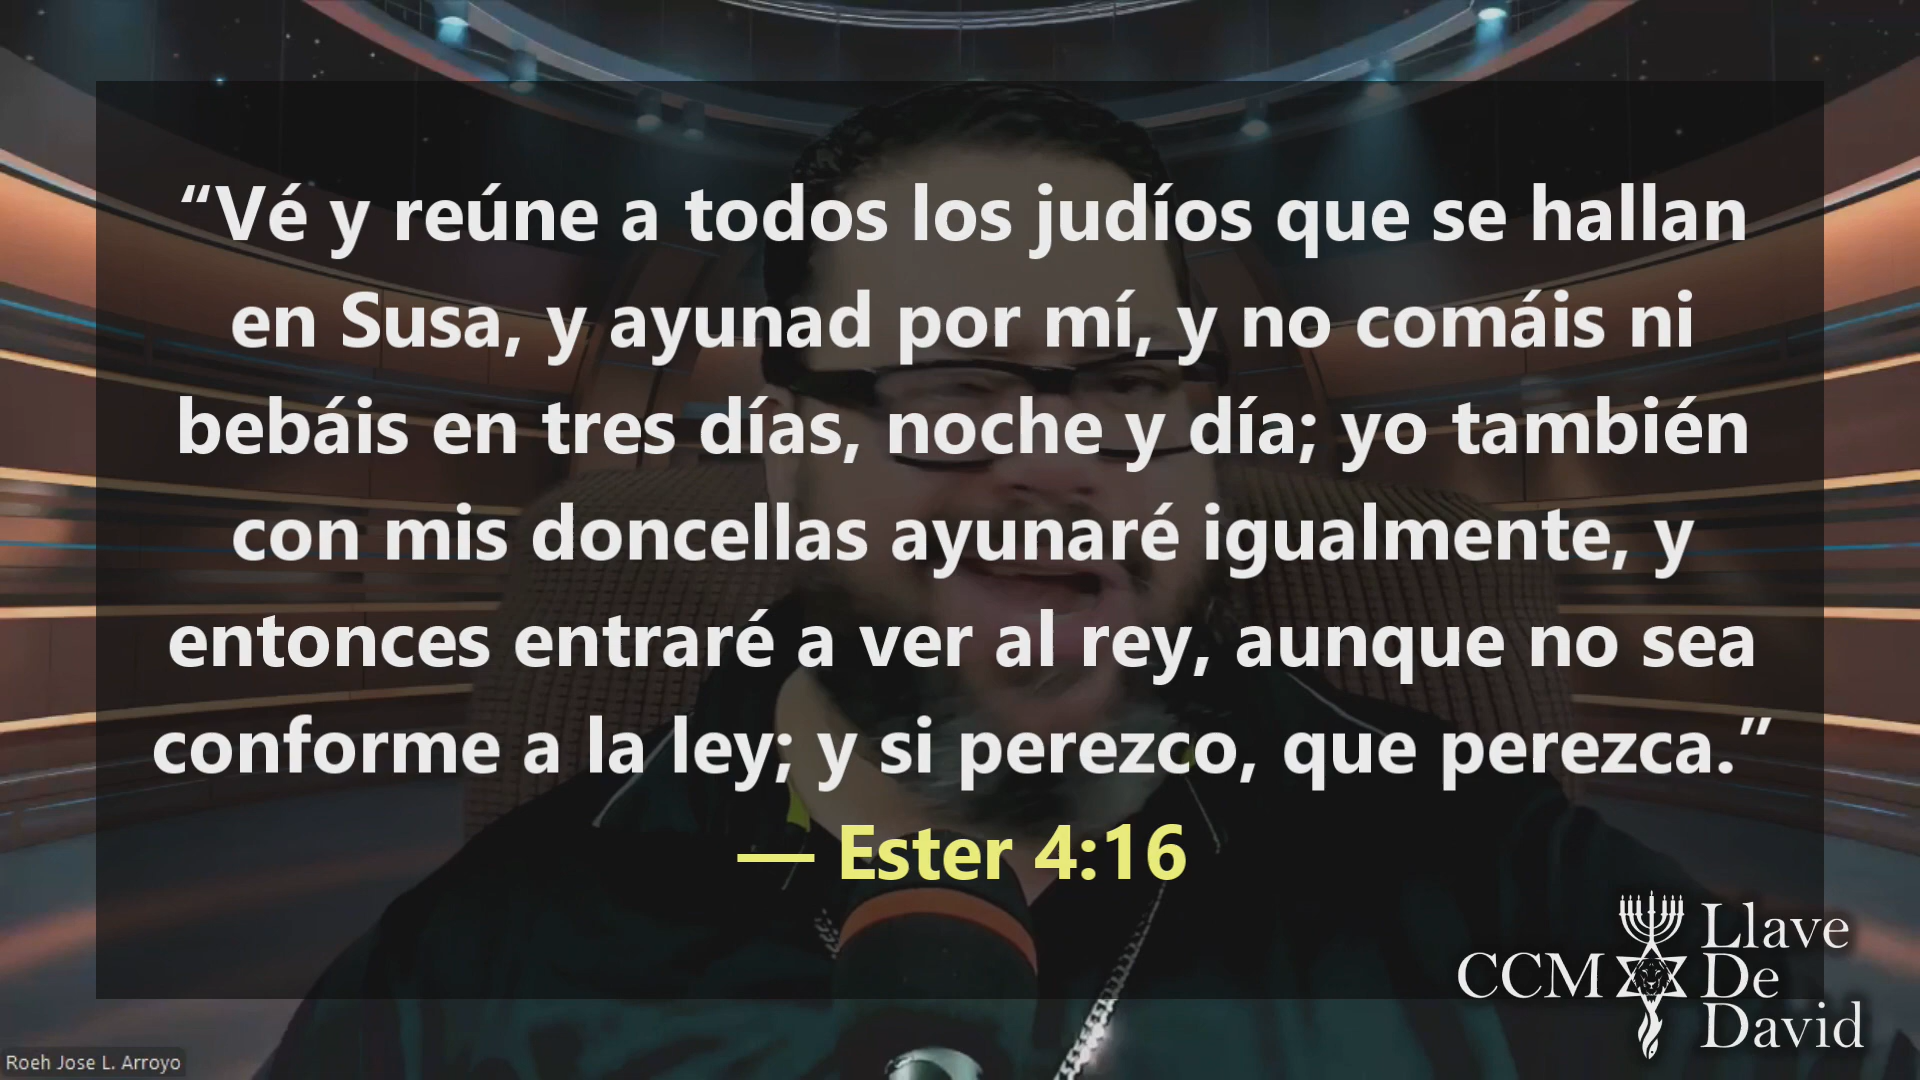 “Vé y reúne a todos los judíos que se hallan
en Susa, y ayunad por mí, y no comáis ni
bebáis en tres días, noche y día; yo también
con mis doncellas ayunaré igualmente, y
entonces entraré a ver al rey, aunque no sea
conforme a la ley; y si perezco, que perezca.”
— Ester 4:16
CCM
Llave
De
David
Roeh Jose L. Arroyo